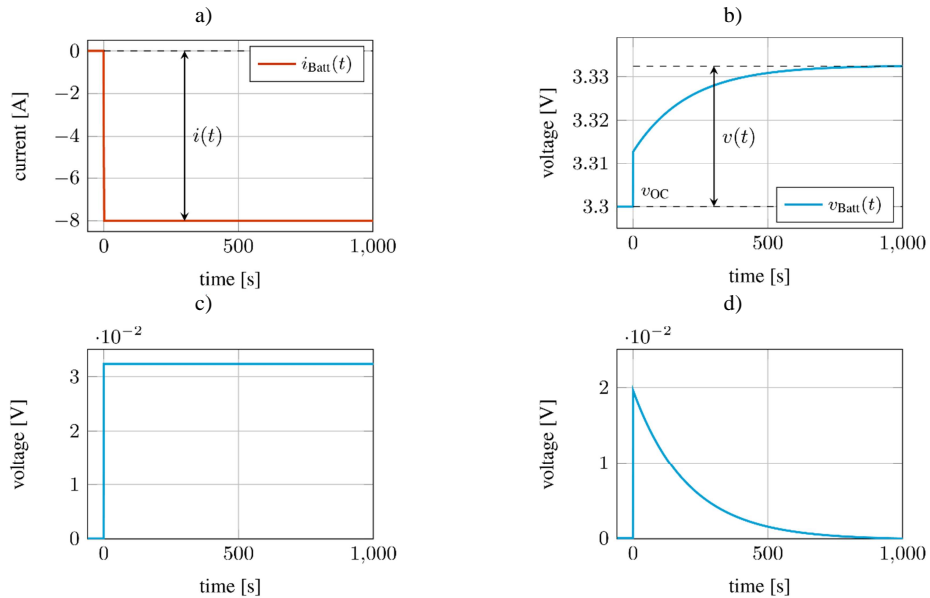 a)
0
−2
−4
−6
−8
current [A]
i_Batt(t)
i(t)
0
500
1,000
time [s]
b)
3.33
3.32
3.31
3.3
voltage [V]
v(t)
v_OC
v_Batt(t)
0
500
1,000
time [s]
c)
·10⁻²
3
2
1
0
voltage [V]
0
500
1,000
time [s]
d)
·10⁻²
2
1
0
voltage [V]
0
500
1,000
time [s]